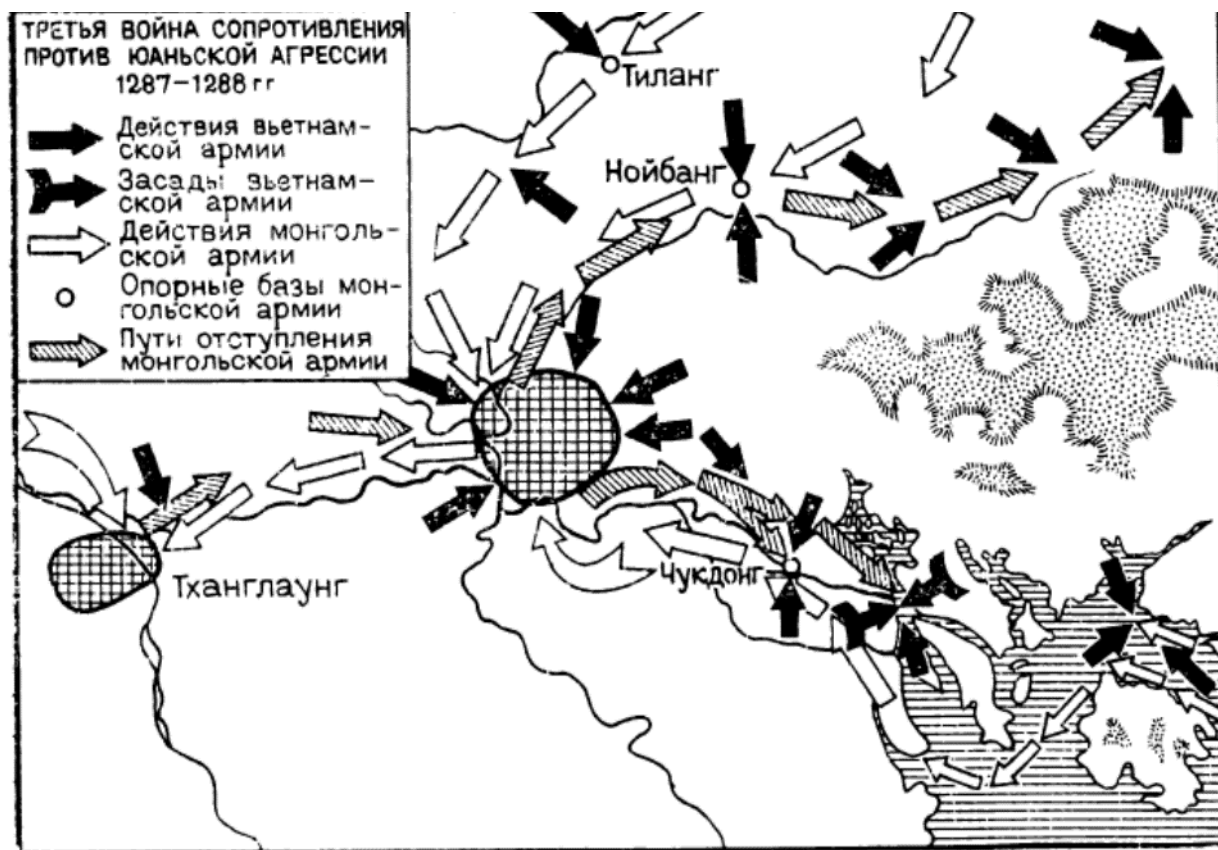 ТРЕТЬЯ ВОЙНА СОПРОТИВЛЕНИЯ
ПРОТИВ ЮАНЬСКОЙ АГРЕССИИ
1287–1288 гг
Действия вьетнам-
ской армии
Засады вьетнам-
ской армии
Действия монголь-
ской армии
Опорные базы мон-
гольской армии
Пути отступления
монгольской армии
Тиланг
Нойбанг
Чукдонг
Тханглаунг